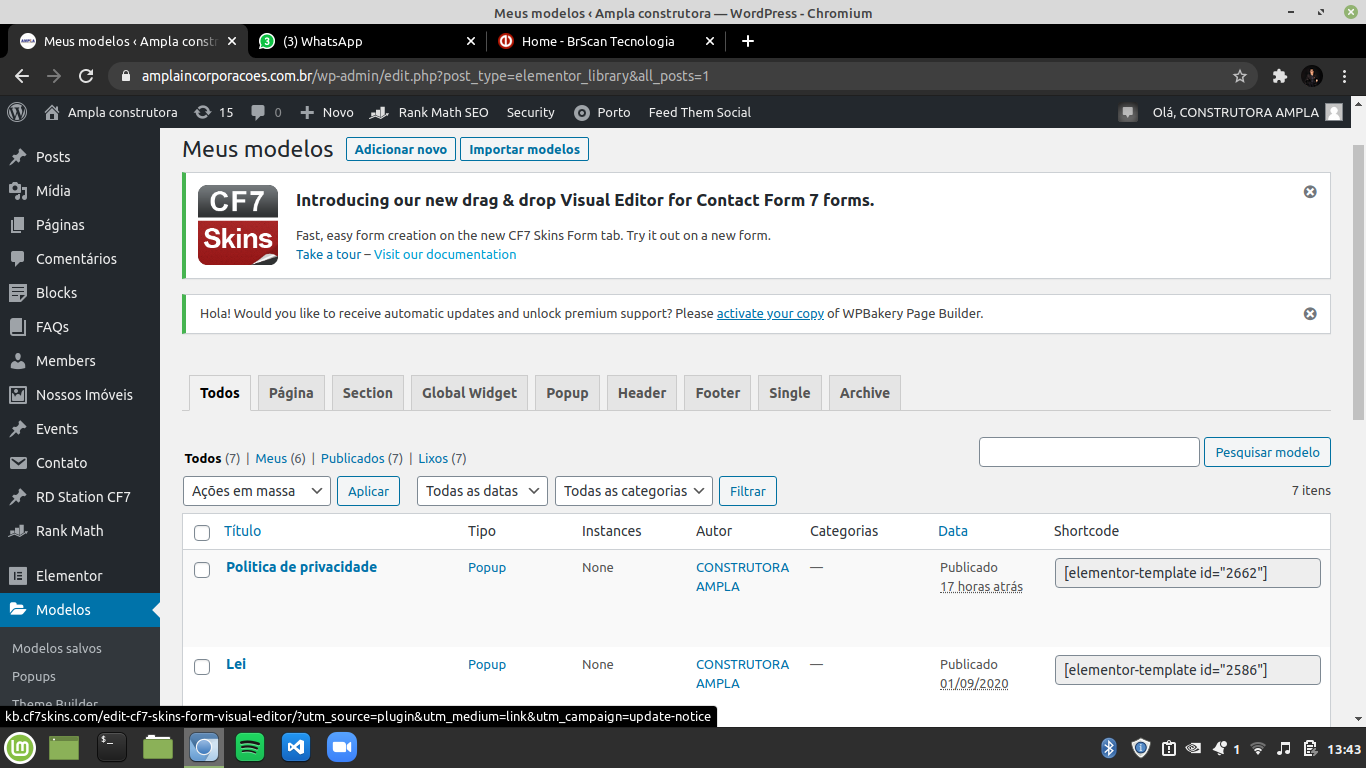 Meus modelos ‹ Ampla construtora — WordPress - Chromium
Meus modelos ‹ Ampla constr
(3) WhatsApp
Home - BrScan Tecnologia
amplaincorporacoes.com.br/wp-admin/edit.php?post_type=elementor_library&all_posts=1
Ampla construtora
15
0
Novo
Rank Math SEO
Security
Porto
Feed Them Social
Olá, CONSTRUTORA AMPLA
Posts
Mídia
Páginas
Comentários
Blocks
FAQs
Members
Nossos Imóveis
Events
Contato
RD Station CF7
Rank Math
Elementor
Modelos
Modelos salvos
Popups
Theme Builder
Meus modelos
Adicionar novo
Importar modelos
CF7
Skins
Introducing our new drag & drop Visual Editor for Contact Form 7 forms.
Fast, easy form creation on the new CF7 Skins Form tab. Try it out on a new form.
Take a tour – Visit our documentation
Hola! Would you like to receive automatic updates and unlock premium support? Please activate your copy of WPBakery Page Builder.
Todos
Página
Section
Global Widget
Popup
Header
Footer
Single
Archive
Todos (7) | Meus (6) | Publicados (7) | Lixos (7)
Pesquisar modelo
Ações em massa
Aplicar
Todas as datas
Todas as categorias
Filtrar
7 itens
Título
Tipo
Instances
Autor
Categorias
Data
Shortcode
Politica de privacidade
Popup
None
CONSTRUTORA
AMPLA
—
Publicado
17 horas atrás
[elementor-template id="2662"]
Lei
Popup
None
CONSTRUTORA
AMPLA
—
Publicado
01/09/2020
[elementor-template id="2586"]
kb.cf7skins.com/edit-cf7-skins-form-visual-editor/?utm_source=plugin&utm_medium=link&utm_campaign=update-notice
1
13:43